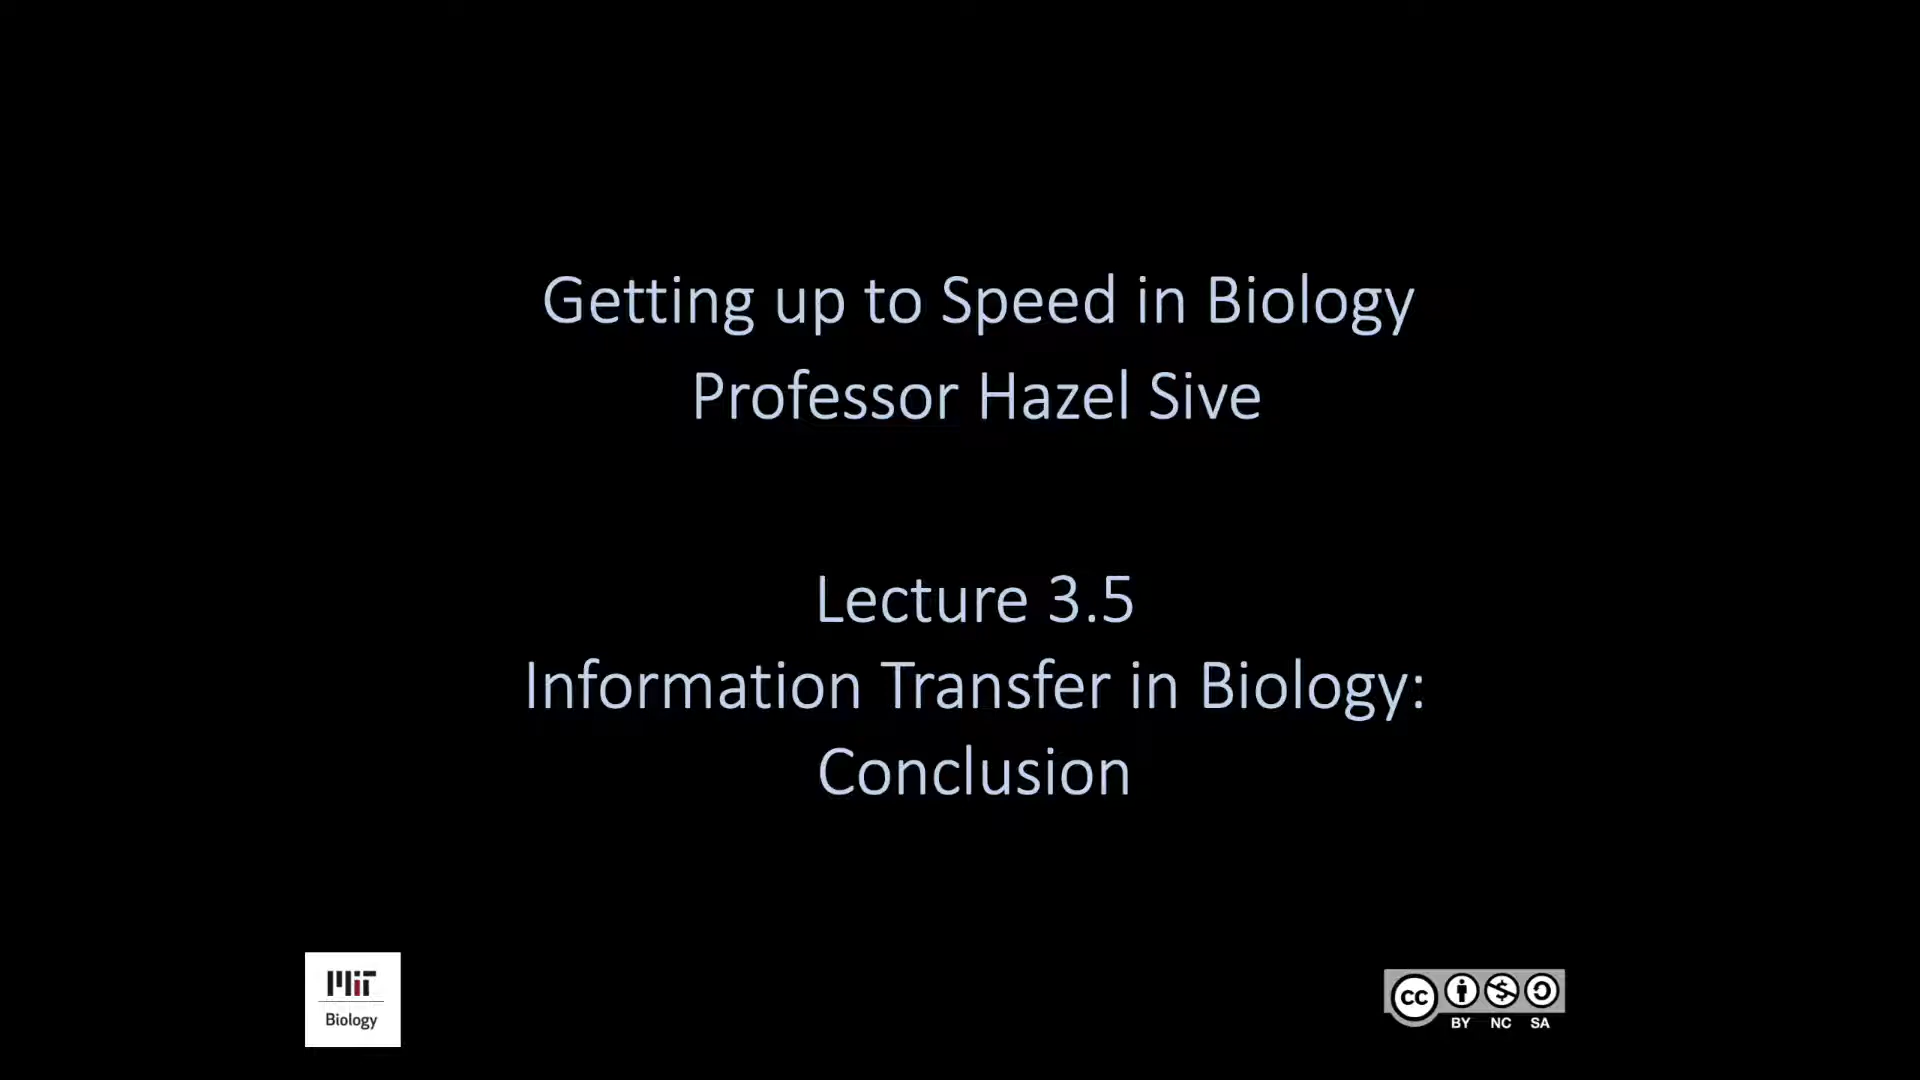 Getting up to Speed in Biology
Professor Hazel Sive
Lecture 3.5
Information Transfer in Biology:
Conclusion
MIT
Biology
cc
BY NC SA